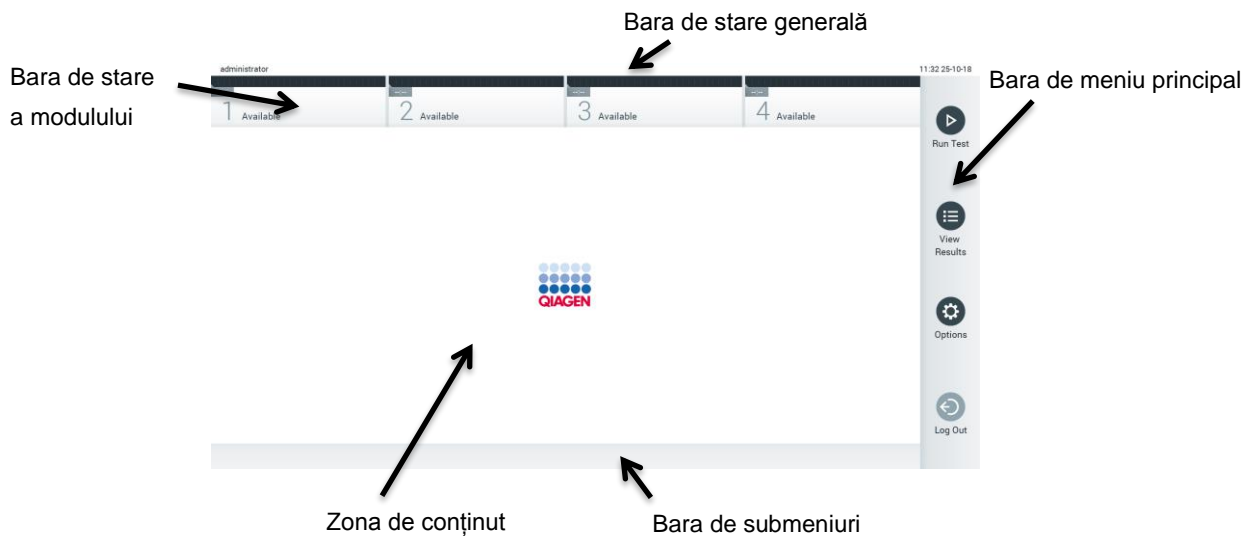 Bara de stare generală
Bara de stare
a modulului
Bara de meniu principal
administrator
11:32 25-10-18
--:--
--:--
--:--
1 Available
2 Available
3 Available
4 Available
Run Test
View
Results
QIAGEN
Options
Log Out
Zona de conținut
Bara de submeniuri